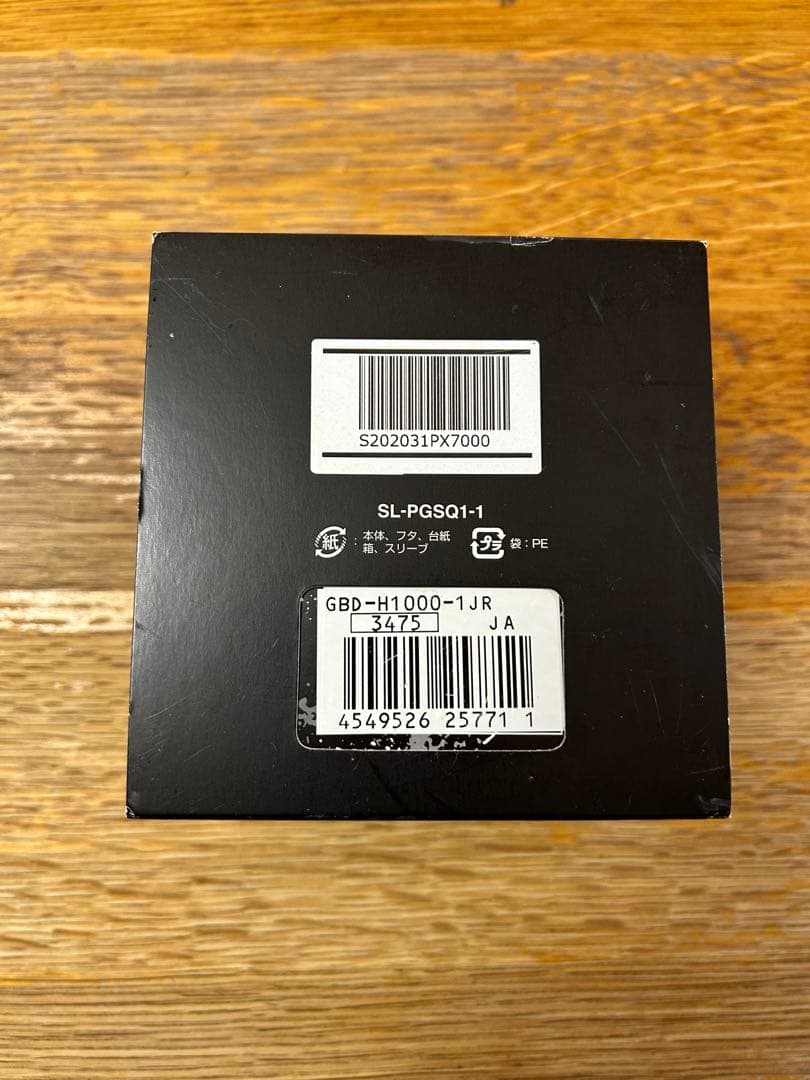 S202031PX7000
SL-PGSQ1-1
紙 : 本体、フタ、台紙
箱、スリーブ
プラ 袋:PE
GBD-H1000-1JR
3475 JA
4549526 25771 1